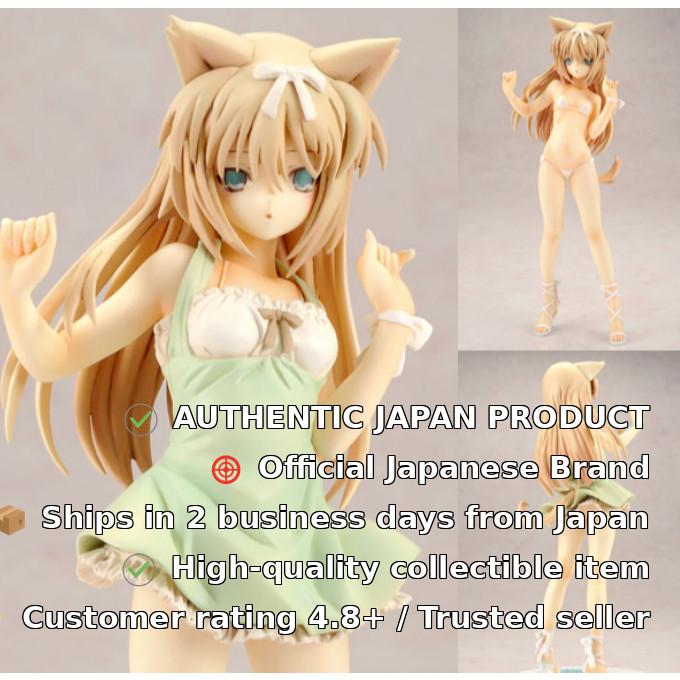 AUTHENTIC JAPAN PRODUCT
Official Japanese Brand
Ships in 2 business days from Japan
High-quality collectible item
Customer rating 4.8+ / Trusted seller